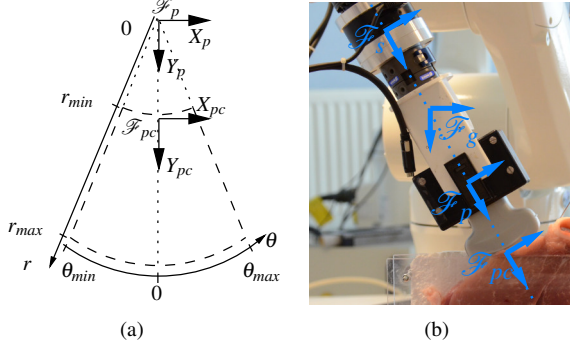 ℱp
0
Xp
Yp
rmin
Xpc
ℱpc
Ypc
rmax
θ
r
θmin
θmax
0
(a)
ℱs
ℱg
ℱp
ℱpc
(b)